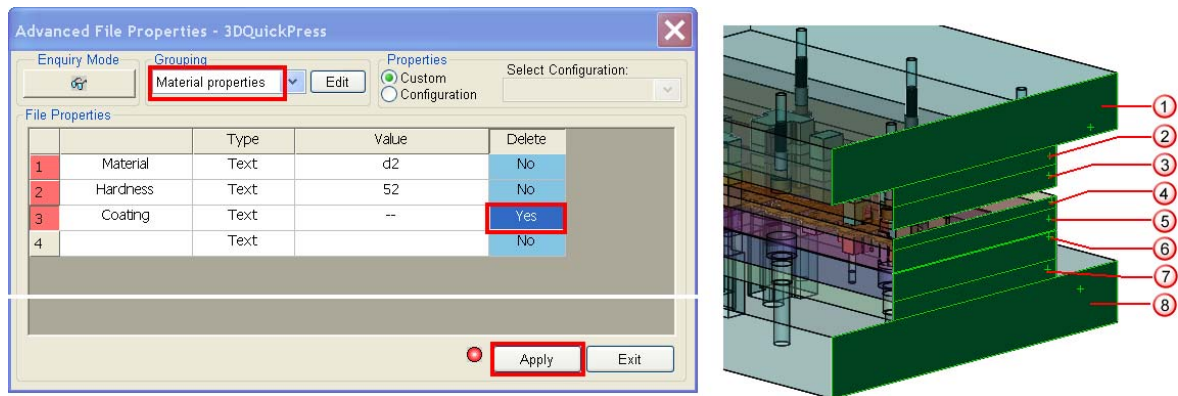 Advanced File Properties - 3DQuickPress
Enquiry Mode
Grouping
Properties
Select Configuration:
Material properties
Edit
Custom
Configuration
File Properties
Type Value Delete
1 Material Text d2 No
2 Hardness Text 52 No
3 Coating Text -- Yes
4 Text No
Apply
Exit
1
2
3
4
5
6
7
8